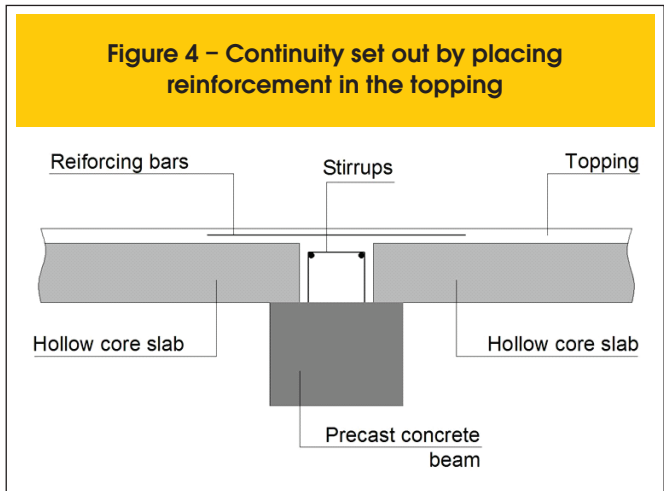 Figure 4 – Continuity set out by placing
reinforcement in the topping
Reiforcing bars
Stirrups
Topping
Hollow core slab
Hollow core slab
Precast concrete
beam